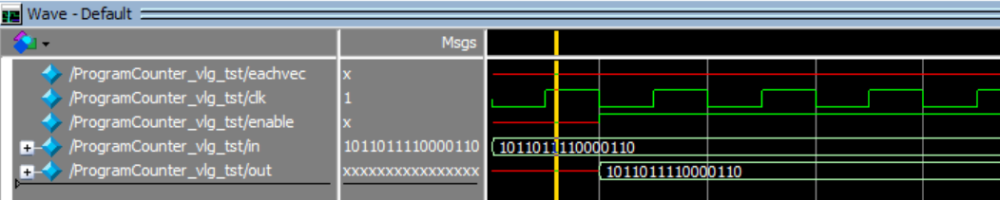 Wave - Default
Msgs
/ProgramCounter_vlg_tst/eachvec x
/ProgramCounter_vlg_tst/clk 1
/ProgramCounter_vlg_tst/enable x
/ProgramCounter_vlg_tst/in 1011011110000110 1011011110000110
/ProgramCounter_vlg_tst/out xxxxxxxxxxxxxxxx 1011011110000110